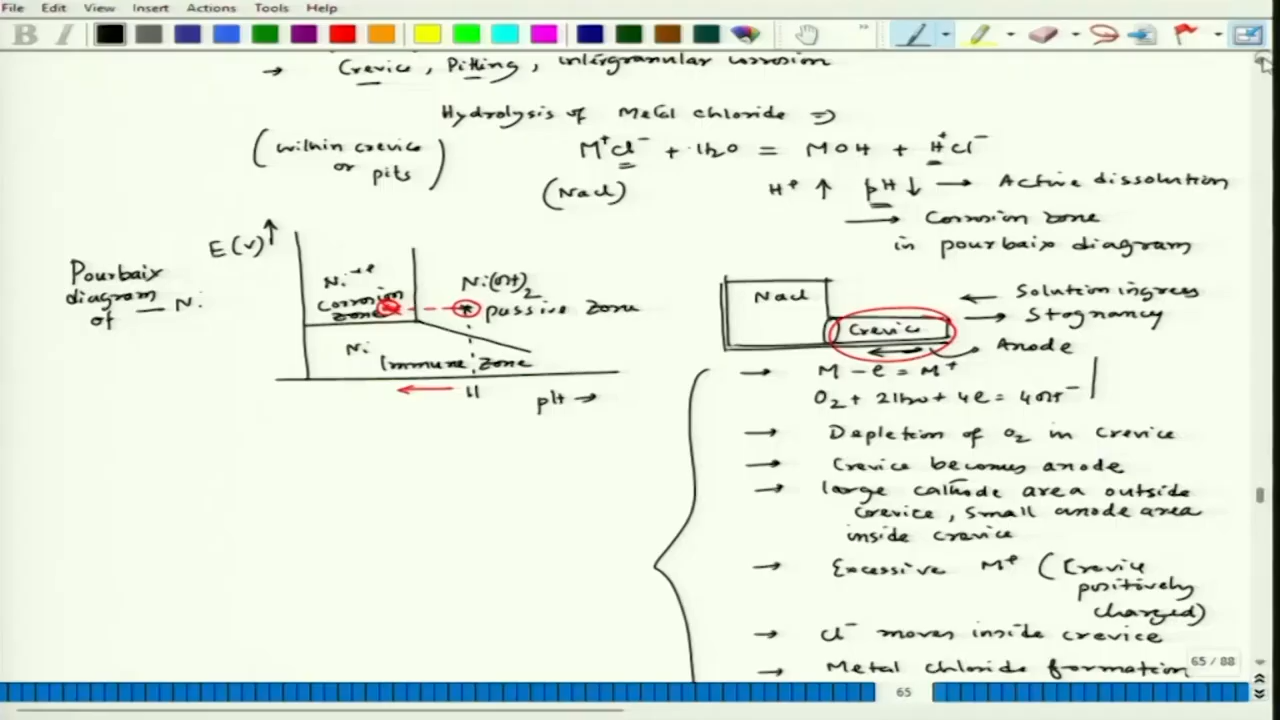 File Edit View Insert Actions Tools Help
B I
→ Crevice, Pitting, intergranular corrosion
Hydrolysis of Metal chloride ⇒
(within crevice
or pits)
M⁺Cl⁻ + H₂O = MOH + H⁺Cl⁻
(NaCl)
H⁺ ↑ pH ↓ → Active dissolution
→ Corrosion zone
in pourbaix diagram
Pourbaix
diagram
of — Ni
E(V) ↑
Ni⁺²
corrosion
zone
Ni(OH)₂
passive zone
Ni
Immune zone
11
pH →
NaCl
Crevice
← Solution ingress
→ Stagnancy
Anode
→ M - e = M⁺
O₂ + 2H₂O + 4e = 4OH⁻
→ Depletion of O₂ in crevice
→ Crevice becomes anode
→ large cathode area outside
crevice, small anode area
inside crevice
→ Excessive M⁺ (Crevice
positively
charged)
→ Cl⁻ moves inside crevice
→ Metal chloride formation
65 / 88
65